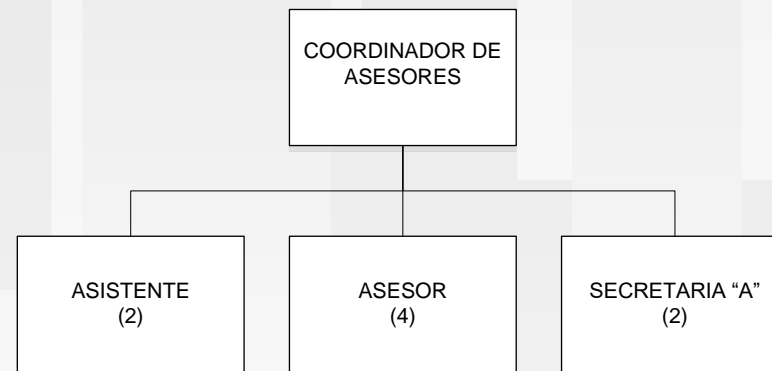 COORDINADOR DE
ASESORES
ASISTENTE
(2)
ASESOR
(4)
SECRETARIA “A”
(2)